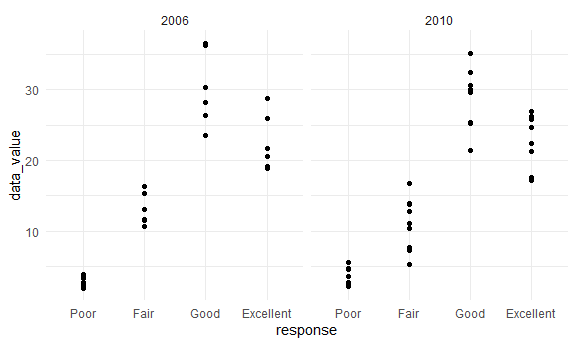 2006 2010
30
20
10
data_value
Poor Fair Good Excellent Poor Fair Good Excellent
response